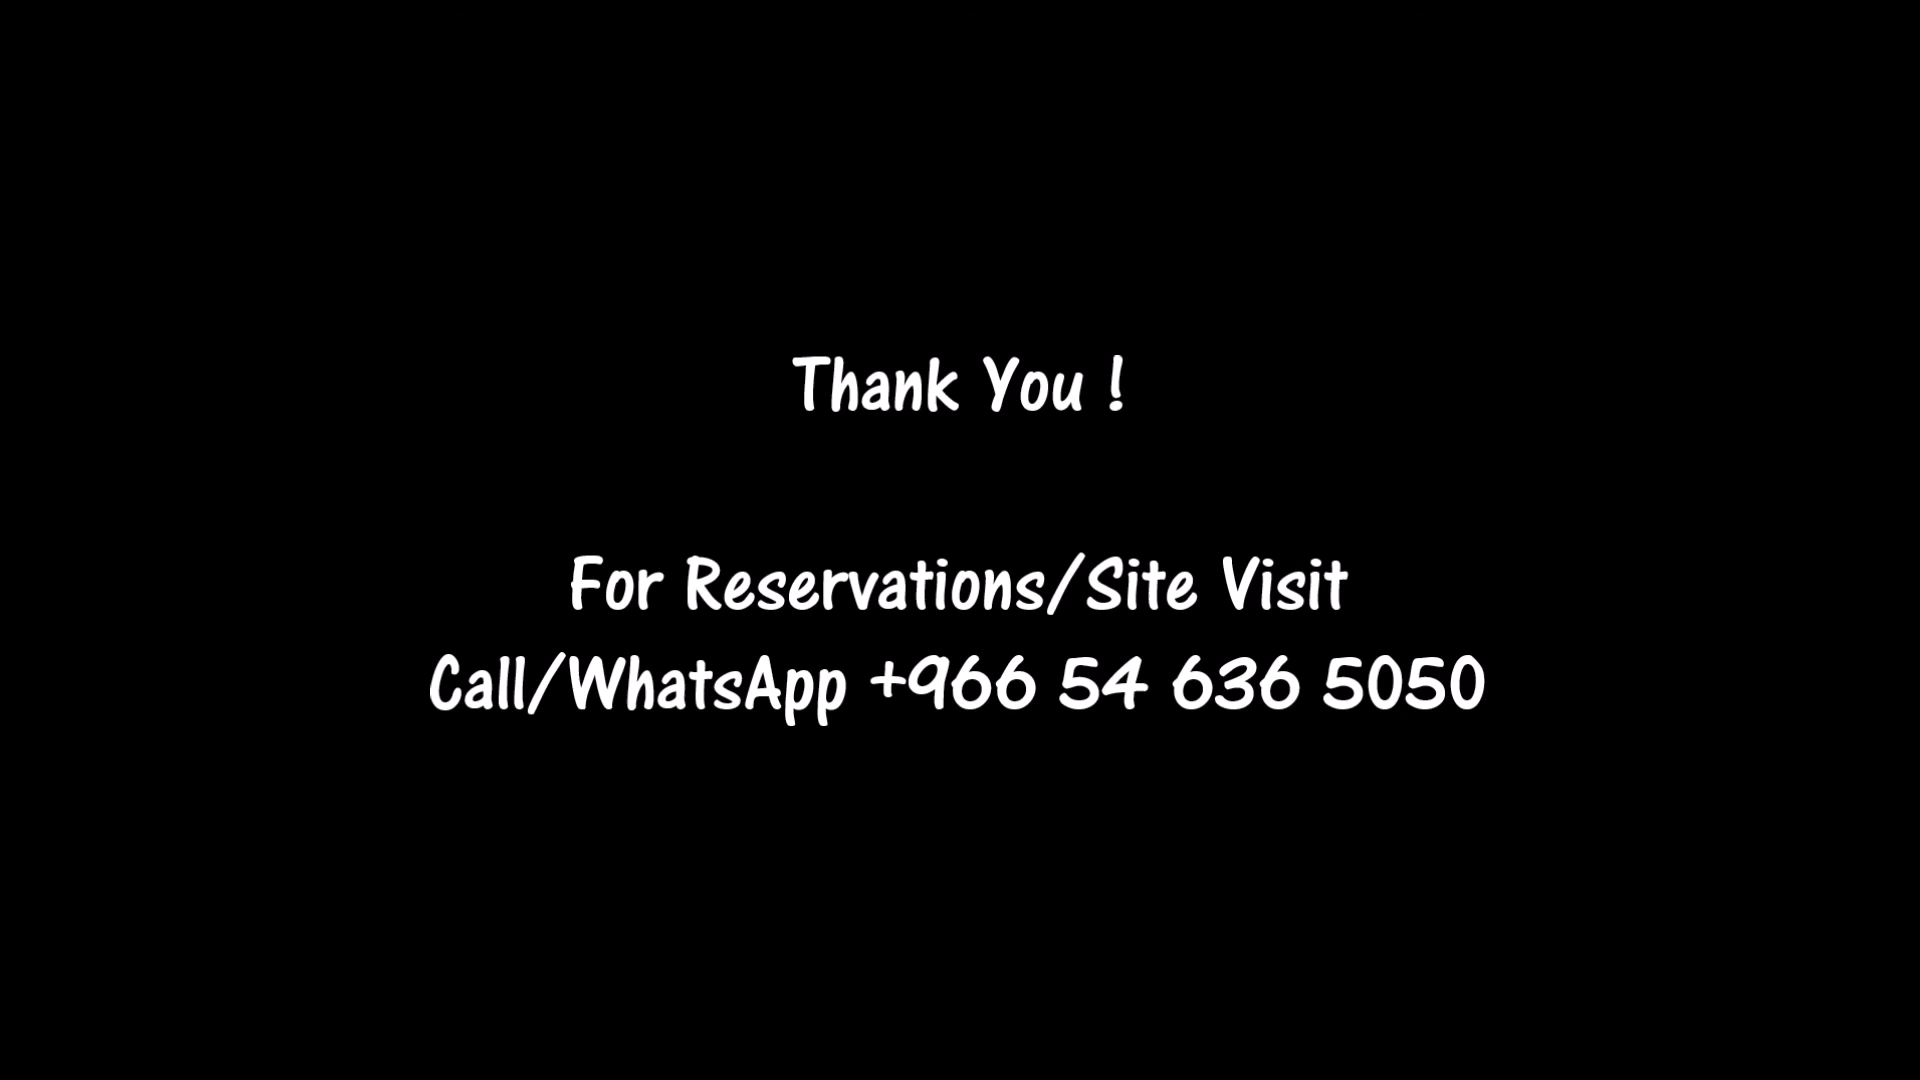 Thank You !
For Reservations/Site Visit
Call/WhatsApp +966 54 636 5050